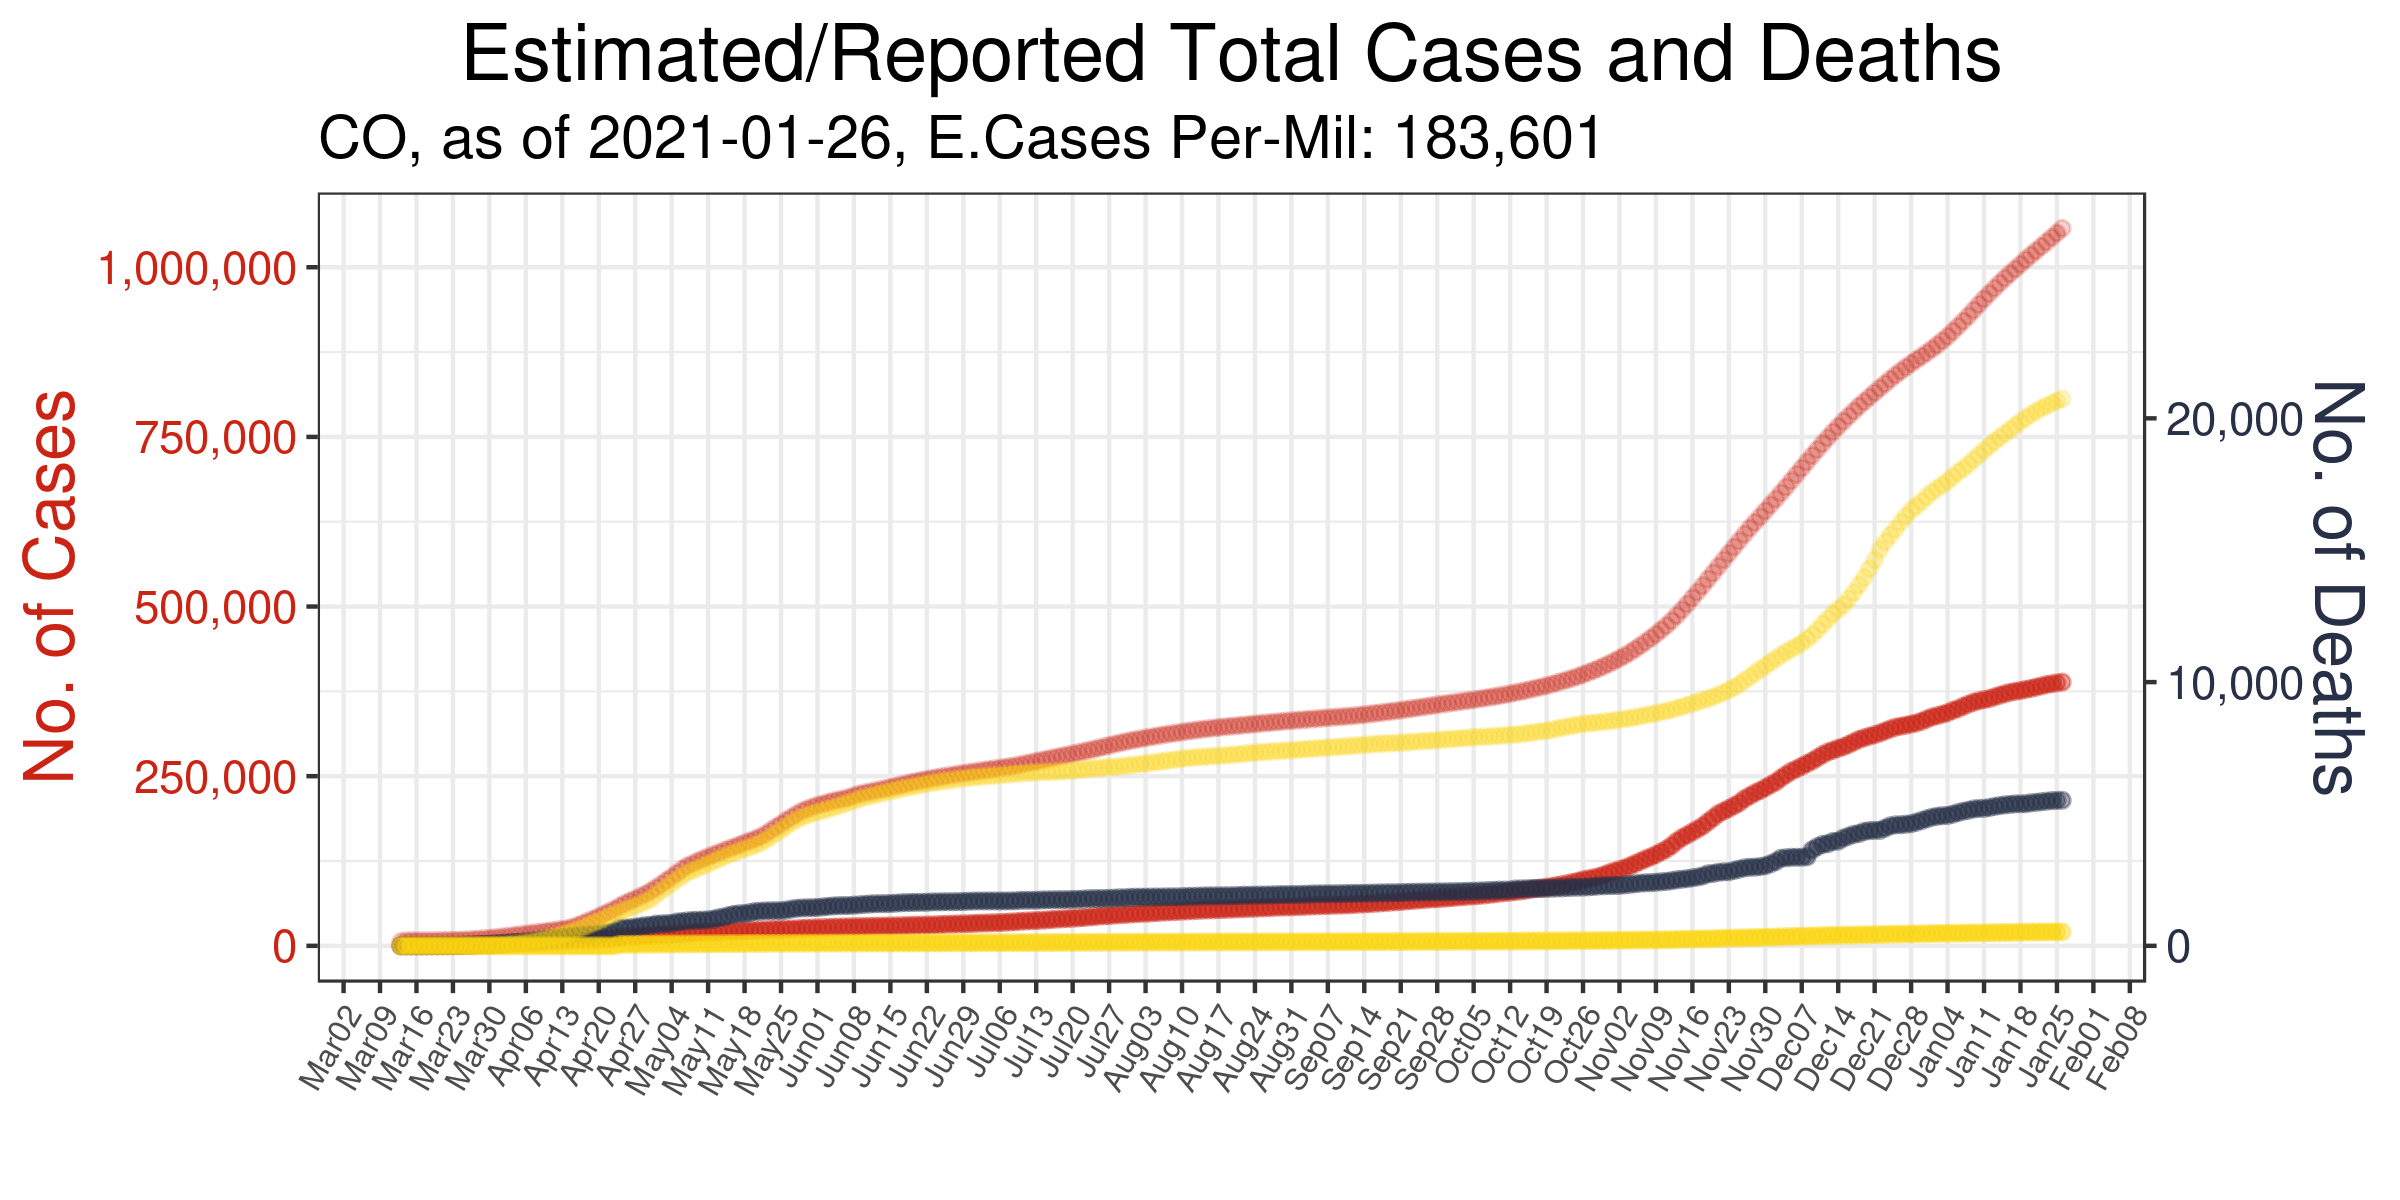 Estimated/Reported Total Cases and Deaths
CO, as of 2021-01-26, E.Cases Per-Mil: 183,601
No. of Cases
1,000,000
750,000
500,000
250,000
0
20,000
10,000
0
No. of Deaths
Mar02
Mar09
Mar16
Mar23
Mar30
Apr06
Apr13
Apr20
Apr27
May04
May11
May18
May25
Jun01
Jun08
Jun15
Jun22
Jun29
Jul06
Jul13
Jul20
Jul27
Aug03
Aug10
Aug17
Aug24
Aug31
Sep07
Sep14
Sep21
Sep28
Oct05
Oct12
Oct19
Oct26
Nov02
Nov09
Nov16
Nov23
Nov30
Dec07
Dec14
Dec21
Dec28
Jan04
Jan11
Jan18
Jan25
Feb01
Feb08